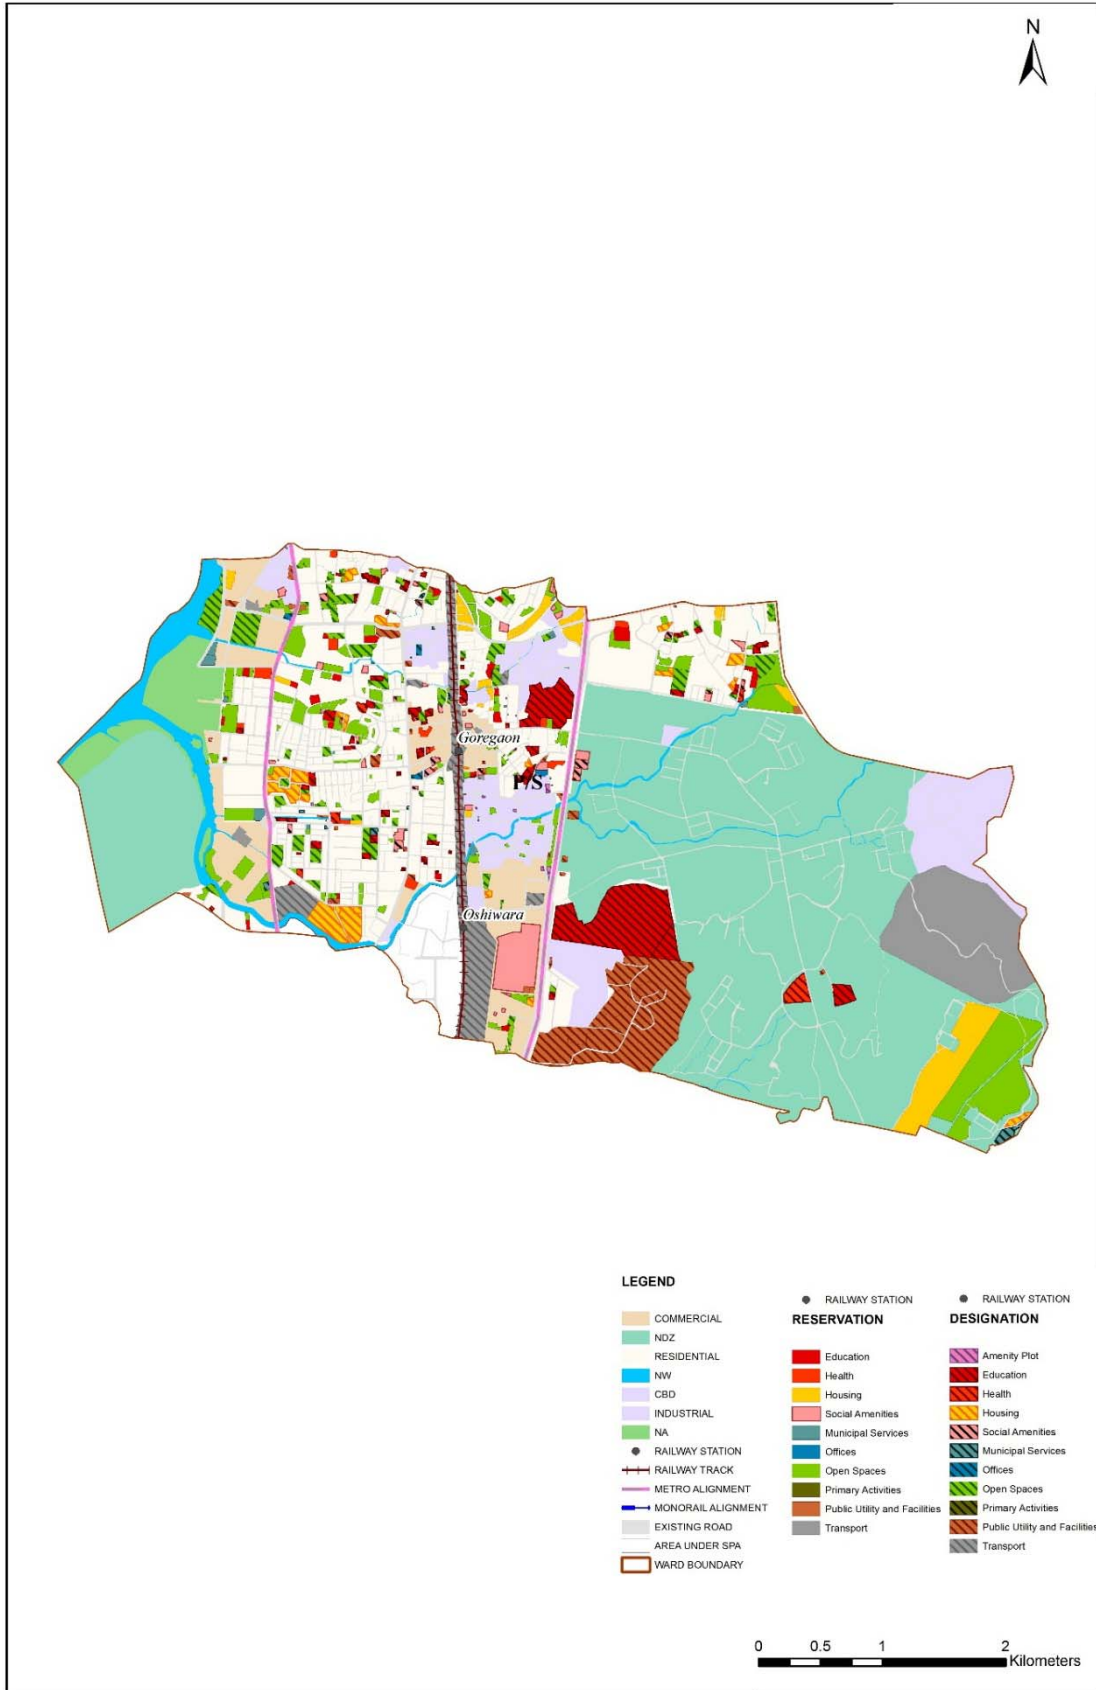 N
Goregaon
P/S
Oshiwara
LEGEND
COMMERCIAL
NDZ
RESIDENTIAL
NW
CBD
INDUSTRIAL
NA
RAILWAY STATION
RAILWAY TRACK
METRO ALIGNMENT
MONORAIL ALIGNMENT
EXISTING ROAD
AREA UNDER SPA
WARD BOUNDARY
RAILWAY STATION
RESERVATION
Education
Health
Housing
Social Amenities
Municipal Services
Offices
Open Spaces
Primary Activities
Public Utility and Facilities
Transport
RAILWAY STATION
DESIGNATION
Amenity Plot
Education
Health
Housing
Social Amenities
Municipal Services
Offices
Open Spaces
Primary Activities
Public Utility and Facilities
Transport
0 0.5 1 2
Kilometers